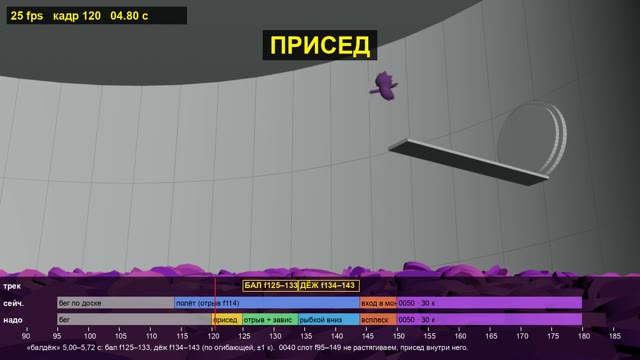 25 fps кадр 120 04.80 с
ПРИСЕД
трек БАЛ f125–133 ДЁЖ f134–143
сейч. бег по доске полёт (отрыв f114) вход в мо 0050 · 30 к
надо бег присед отрыв + завис рыбкой вниз всплеск 0050 · 30 к
90 95 100 105 110 115 120 125 130 135 140 145 150 155 160 165 170 175 180 185
«балдёж» 5,00–5,72 с: бал f125–133, дёж f134–143 (по огибающей, ±1 к). 0040 слот f95–149 не растягиваем, присед внутри него.